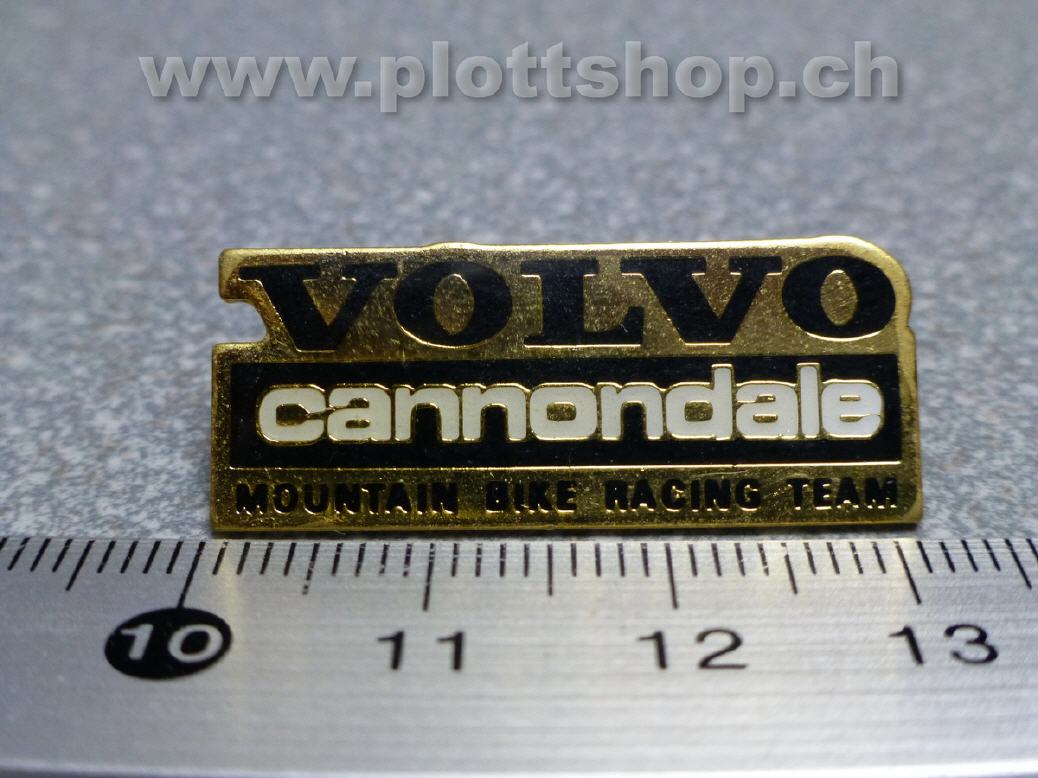 www.plottshop.ch
VOLVO
cannondale
MOUNTAIN BIKE RACING TEAM
10 11 12 13